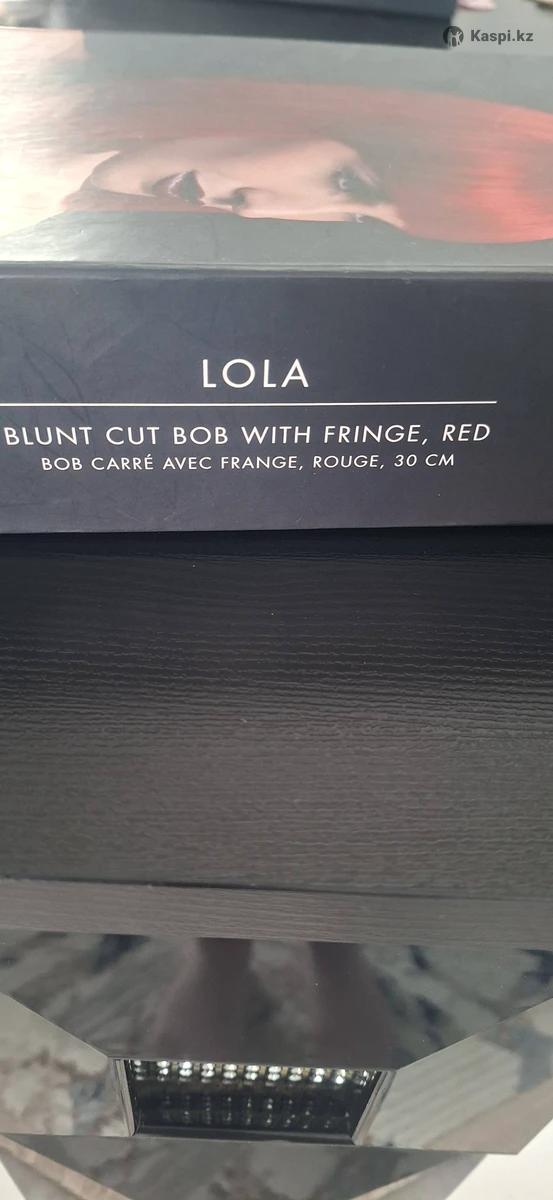 Kaspi.kz
LOLA
BLUNT CUT BOB WITH FRINGE, RED
BOB CARRÉ AVEC FRANGE, ROUGE, 30 CM